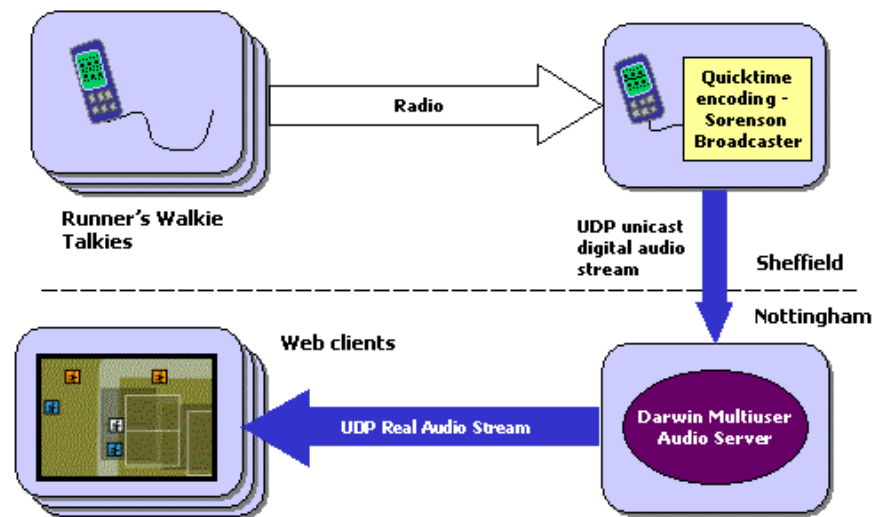 Radio
Quicktime
encoding -
Sorenson
Broadcaster
Runner's Walkie
Talkies
UDP unicast
digital audio
stream
Sheffield
Nottingham
Web clients
UDP Real Audio Stream
Darwin Multiuser
Audio Server